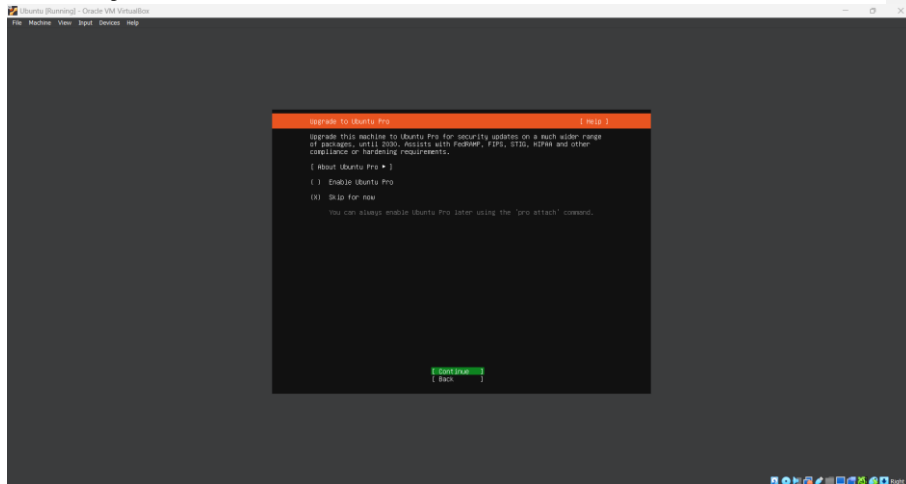 Ubuntu [Running] - Oracle VM VirtualBox
File Machine View Input Devices Help
Upgrade to Ubuntu Pro [ Help ]
Upgrade this machine to Ubuntu Pro for security updates on a much wider range
of packages, until 2030. Assists with FedRAMP, FIPS, STIG, HIPAA and other
compliance or hardening requirements.
[ About Ubuntu Pro ▸ ]
( ) Enable Ubuntu Pro
(X) Skip for now
You can always enable Ubuntu Pro later using the 'pro attach' command.
[ Continue ]
[ Back ]
Right